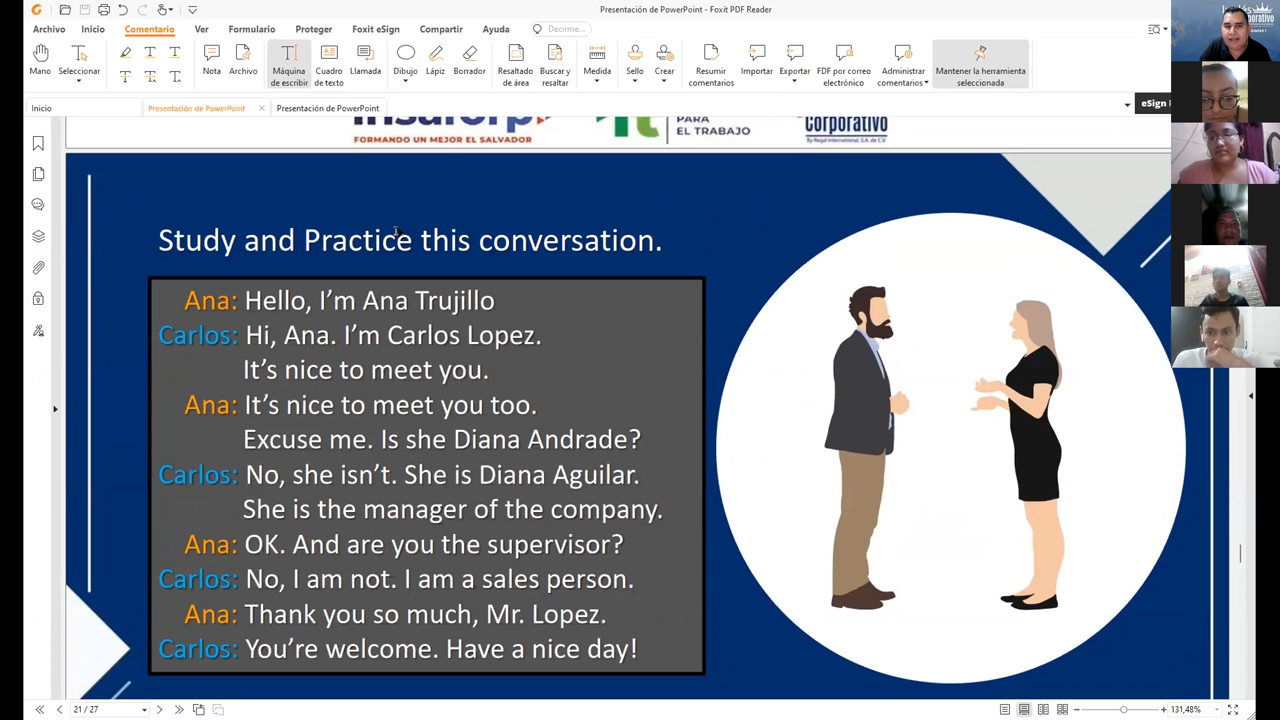 Presentación de PowerPoint - Foxit PDF Reader
Archivo Inicio Comentario Ver Formulario Proteger Foxit eSign Compartir Ayuda Decirme...
Mano Seleccionar Nota Archivo Máquina de escribir Cuadro de texto Llamada Dibujo Lápiz Borrador Resaltado de área Buscar y resaltar Medida Sello Crear Resumir comentarios Importar Exportar FDP por correo electrónico Administrar comentarios Mantener la herramienta seleccionada
Inicio Presentación de PowerPoint Presentación de PowerPoint eSign
FORMANDO UN MEJOR EL SALVADOR
PARA
EL TRABAJO
corporativo
By Regal International, S.A. de C.V.
Study and Practice this conversation.
Ana: Hello, I'm Ana Trujillo
Carlos: Hi, Ana. I'm Carlos Lopez.
It's nice to meet you.
Ana: It's nice to meet you too.
Excuse me. Is she Diana Andrade?
Carlos: No, she isn't. She is Diana Aguilar.
She is the manager of the company.
Ana: OK. And are you the supervisor?
Carlos: No, I am not. I am a sales person.
Ana: Thank you so much, Mr. Lopez.
Carlos: You're welcome. Have a nice day!
21 / 27
131,48%